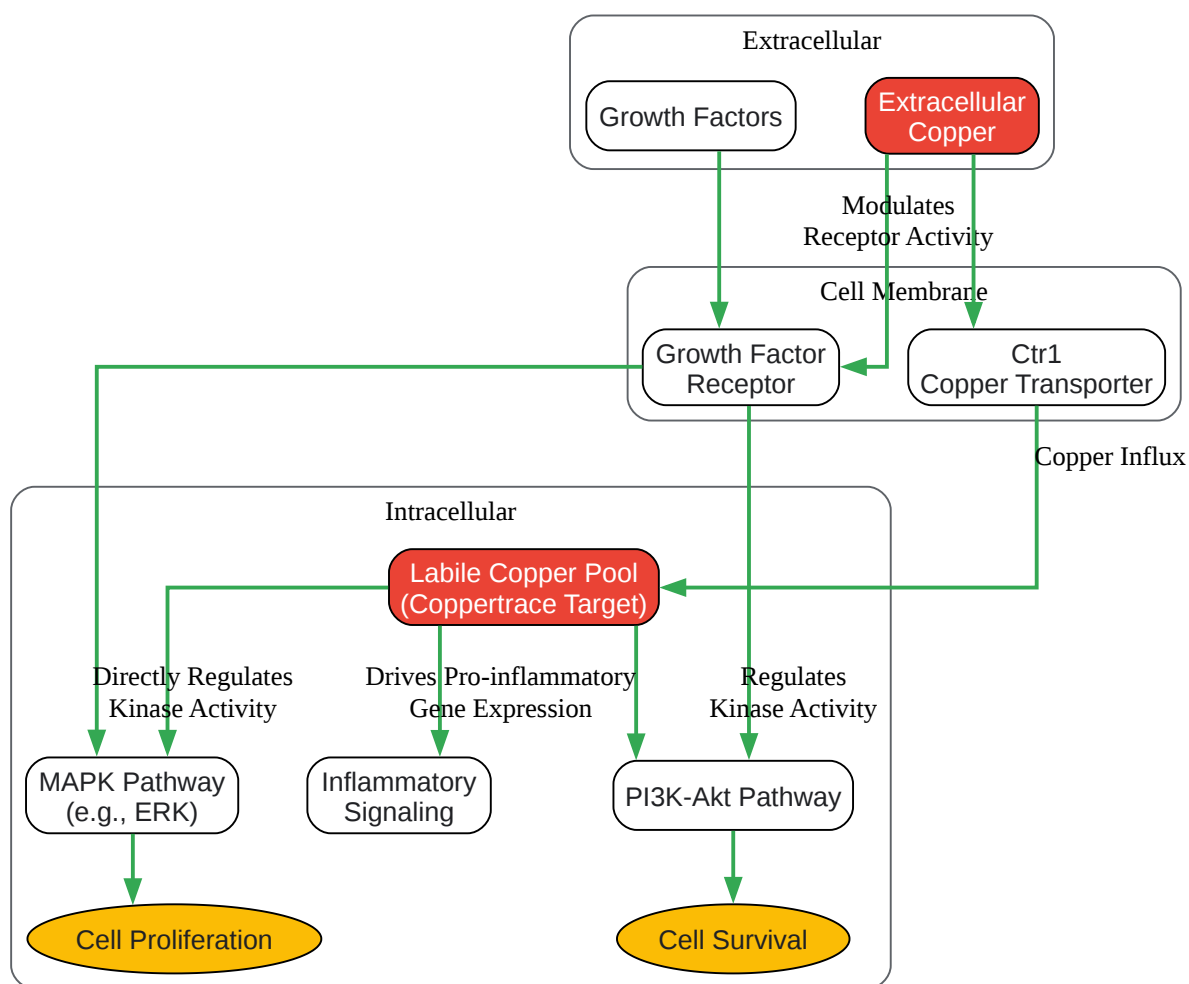 Extracellular
Growth Factors
Extracellular
Copper
Modulates
Receptor Activity
Cell Membrane
Growth Factor
Receptor
Ctr1
Copper Transporter
Copper Influx
Intracellular
Labile Copper Pool
(Coppertrace Target)
Directly Regulates
Kinase Activity
Drives Pro-inflammatory
Gene Expression
Regulates
Kinase Activity
MAPK Pathway
(e.g., ERK)
Inflammatory
Signaling
PI3K-Akt Pathway
Cell Proliferation
Cell Survival